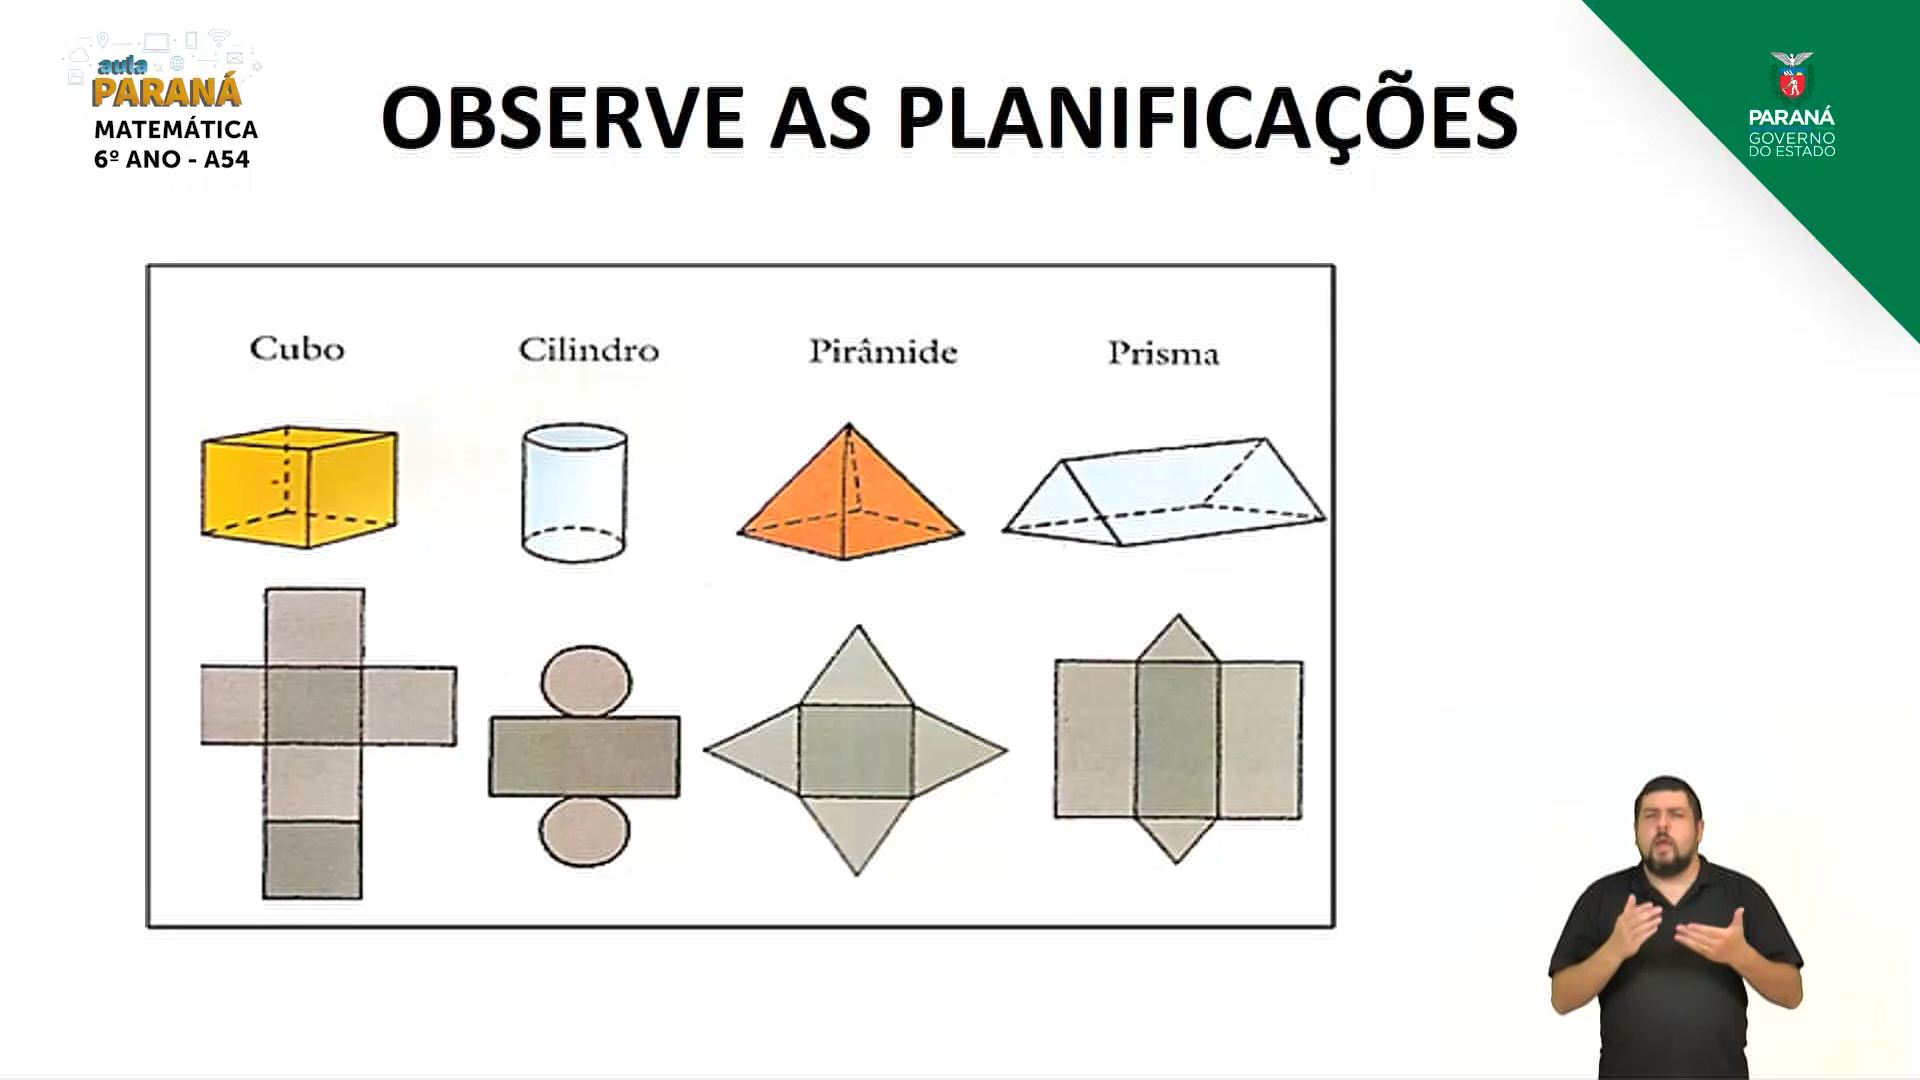 aula
PARANÁ
MATEMÁTICA
6º ANO - A54
OBSERVE AS PLANIFICAÇÕES
PARANÁ
GOVERNO
DO ESTADO
Cubo
Cilindro
Pirâmide
Prisma